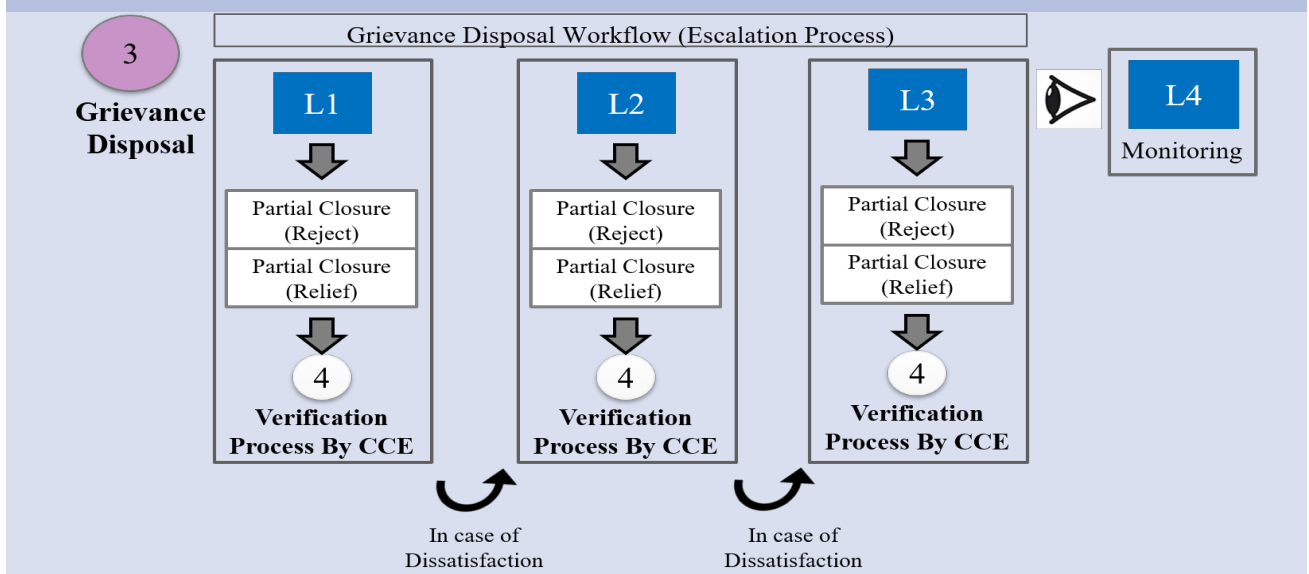 3
Grievance
Disposal
Grievance Disposal Workflow (Escalation Process)
L1
Partial Closure
(Reject)
Partial Closure
(Relief)
4
Verification
Process By CCE
In case of
Dissatisfaction
L2
Partial Closure
(Reject)
Partial Closure
(Relief)
4
Verification
Process By CCE
In case of
Dissatisfaction
L3
Partial Closure
(Reject)
Partial Closure
(Relief)
4
Verification
Process By CCE
L4
Monitoring